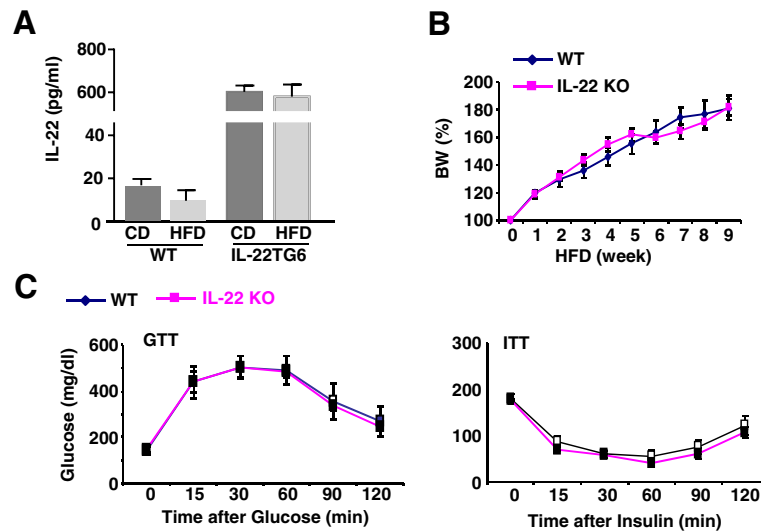 A
IL-22 (pg/ml)
800
600
40
20
0
CD HFD CD HFD
WT IL-22TG6
B
WT
IL-22 KO
BW (%)
200
180
160
140
120
100
0 1 2 3 4 5 6 7 8 9
HFD (week)
C
WT IL-22 KO
GTT
Glucose (mg/dl)
600
400
200
0
0 15 30 60 90 120
Time after Glucose (min)
ITT
300
200
100
0
0 15 30 60 90 120
Time after Insulin (min)